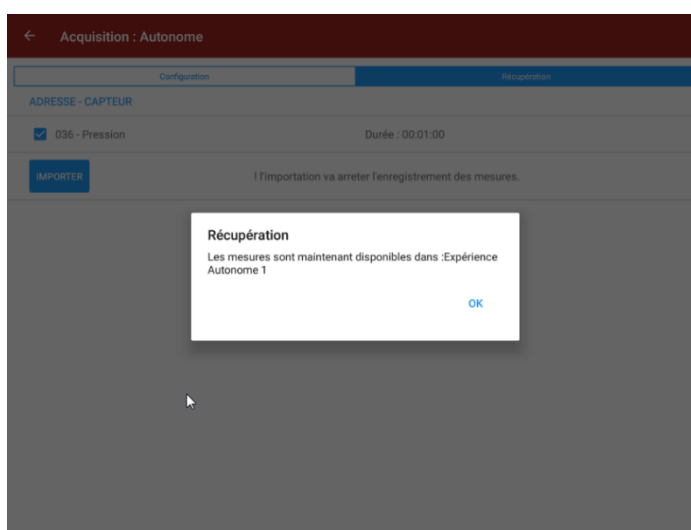 Acquisition : Autonome
Configuration
Récupération
ADRESSE - CAPTEUR
036 - Pression
Durée : 00:01:00
IMPORTER
! l'importation va arreter l'enregistrement des mesures.
Récupération
Les mesures sont maintenant disponibles dans :Expérience
Autonome 1
OK